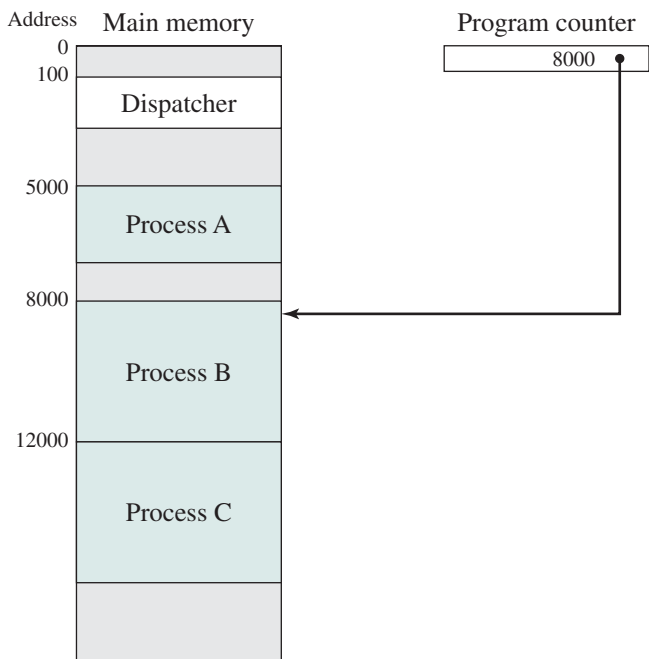 Address Main memory Program counter
0
8000
100
Dispatcher
5000
Process A
8000
Process B
12000
Process C